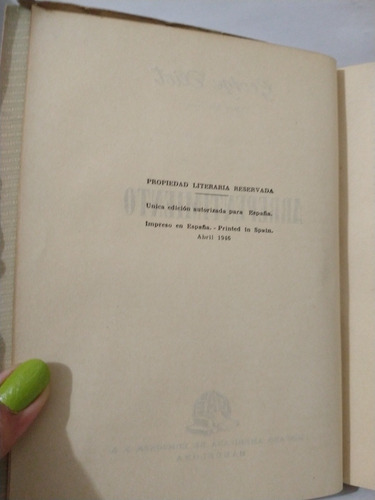 PROPIEDAD LITERARIA RESERVADA
Unica edición autorizada para España.
Impreso en España. - Printed in Spain.
Abril 1946